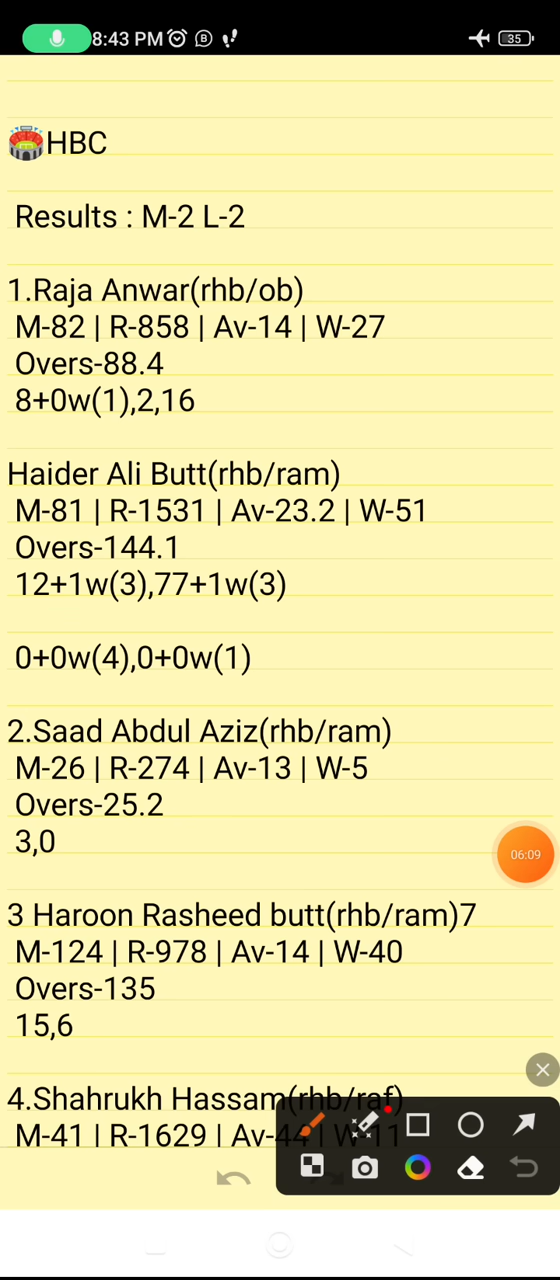 8:43 PM
35
HBC
Results : M-2 L-2
1.Raja Anwar(rhb/ob)
M-82 | R-858 | Av-14 | W-27
Overs-88.4
8+0w(1),2,16
Haider Ali Butt(rhb/ram)
M-81 | R-1531 | Av-23.2 | W-51
Overs-144.1
12+1w(3),77+1w(3)
0+0w(4),0+0w(1)
2.Saad Abdul Aziz(rhb/ram)
M-26 | R-274 | Av-13 | W-5
Overs-25.2
3,0
06:09
3 Haroon Rasheed butt(rhb/ram)7
M-124 | R-978 | Av-14 | W-40
Overs-135
15,6
4.Shahrukh Hassam(rhb/raf)
M-41 | R-1629 | Av-44 | W-11